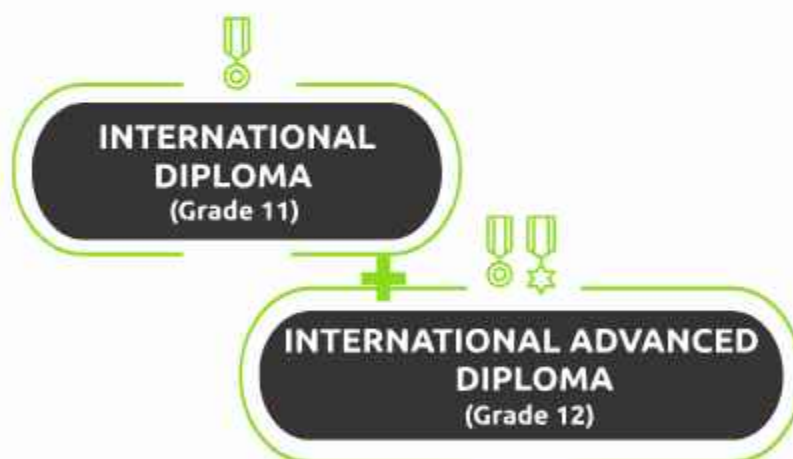 INTERNATIONAL
DIPLOMA
(Grade 11)
INTERNATIONAL ADVANCED
DIPLOMA
(Grade 12)